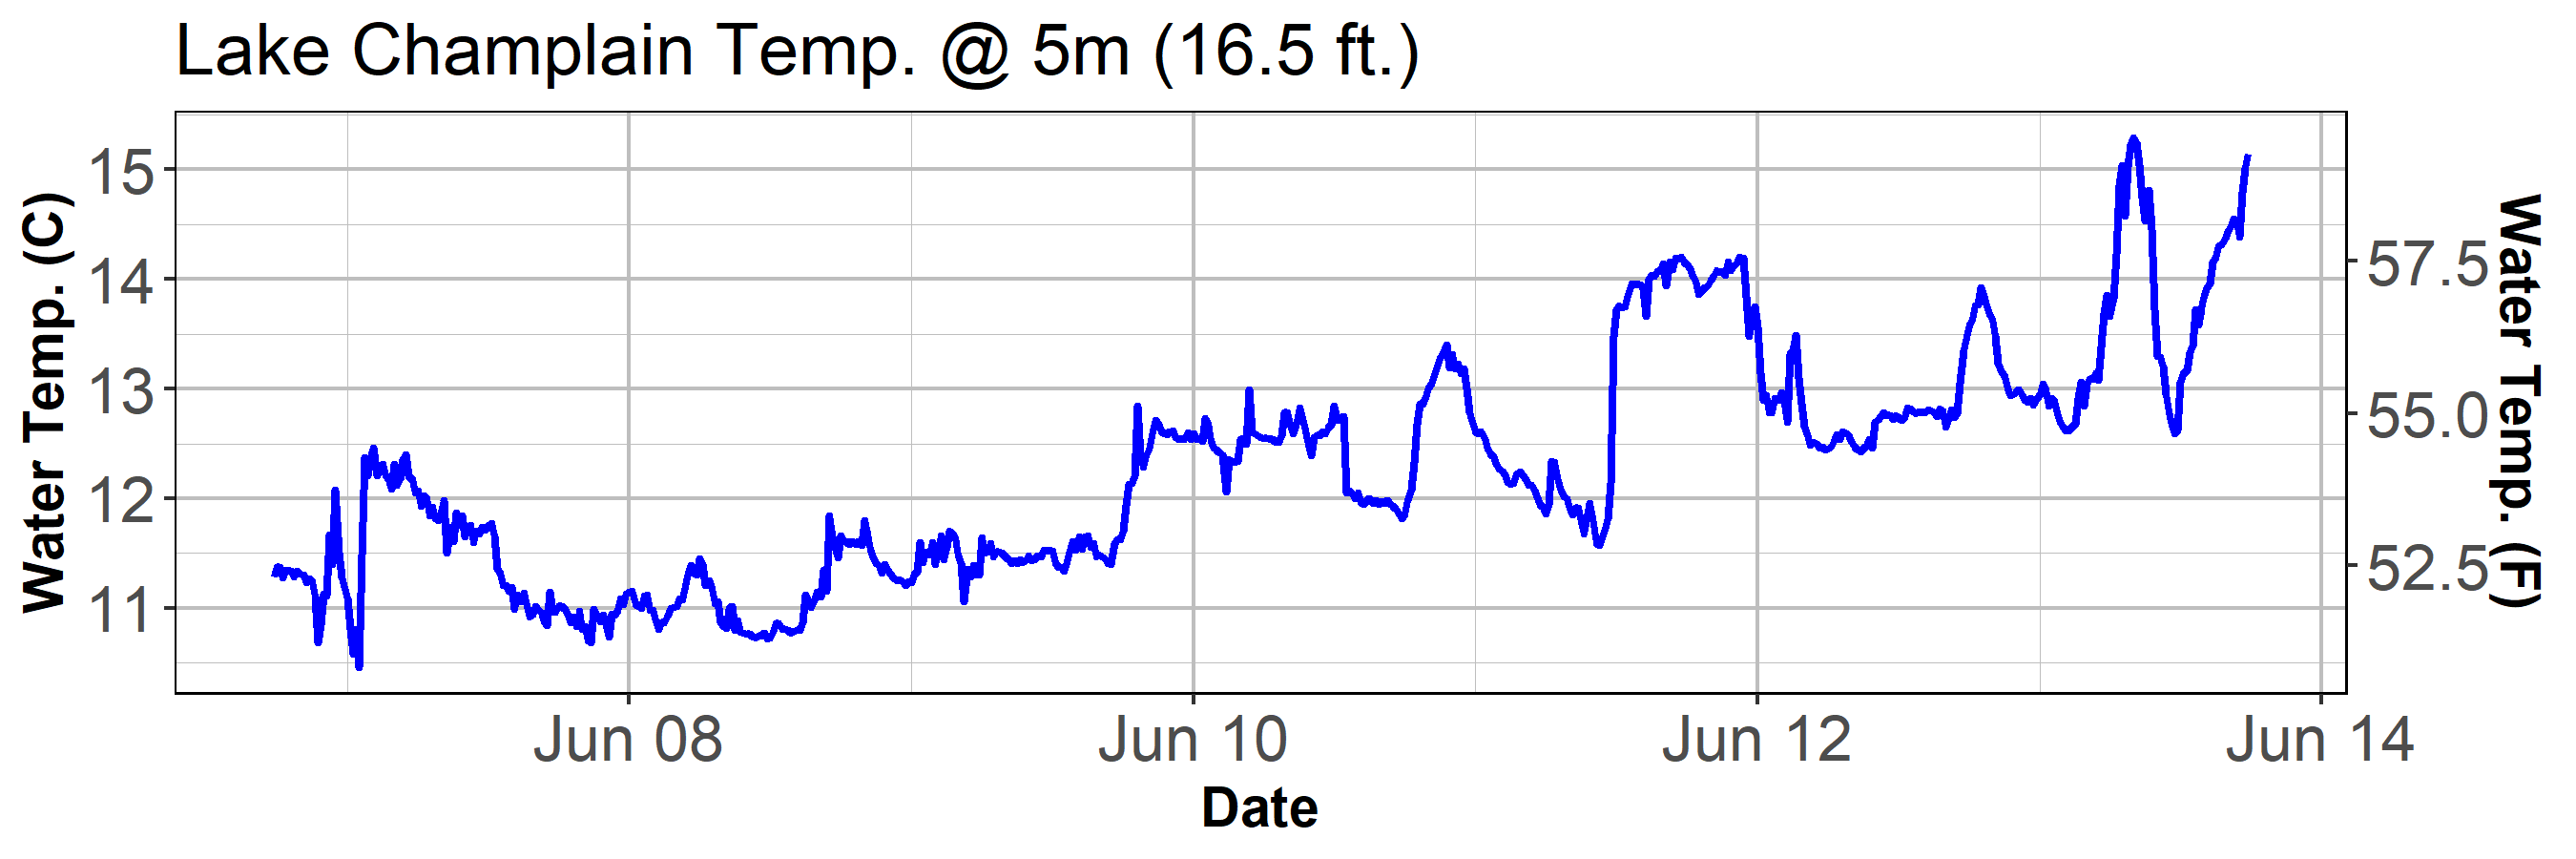 Lake Champlain Temp. @ 5m (16.5 ft.)
Water Temp. (C)
15
14
13
12
11
57.5
55.0
52.5
Water Temp. (F)
Jun 08
Jun 10
Jun 12
Jun 14
Date